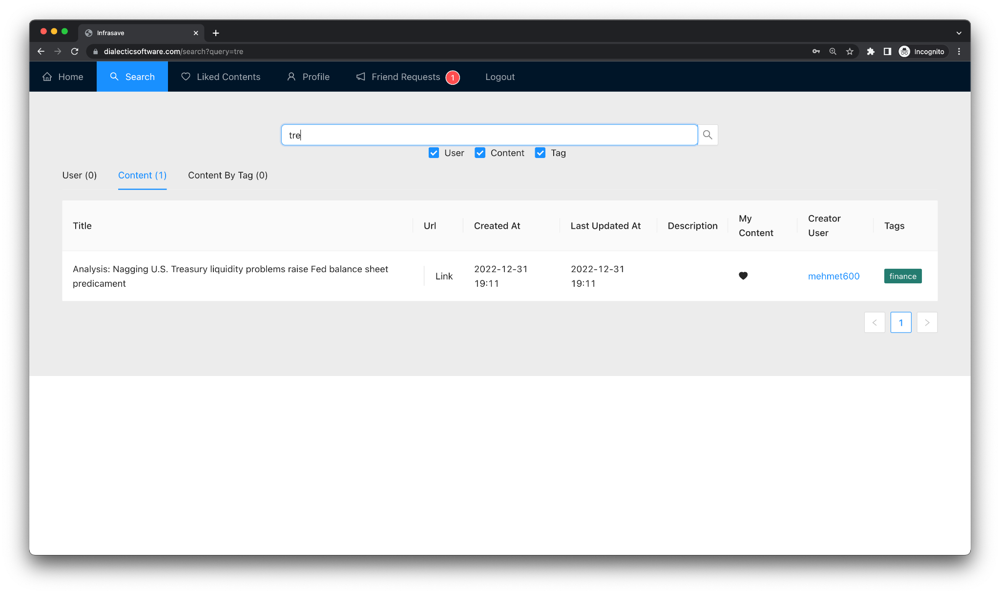 Infrasave
dialecticsoftware.com/search?query=tre
Incognito
Home Search Liked Contents Profile Friend Requests 1 Logout
tre
User Content Tag
User (0) Content (1) Content By Tag (0)
Title Url Created At Last Updated At Description My Content Creator User Tags
Analysis: Nagging U.S. Treasury liquidity problems raise Fed balance sheet
predicament
Link
2022-12-31
19:11
2022-12-31
19:11
mehmet600
finance
1